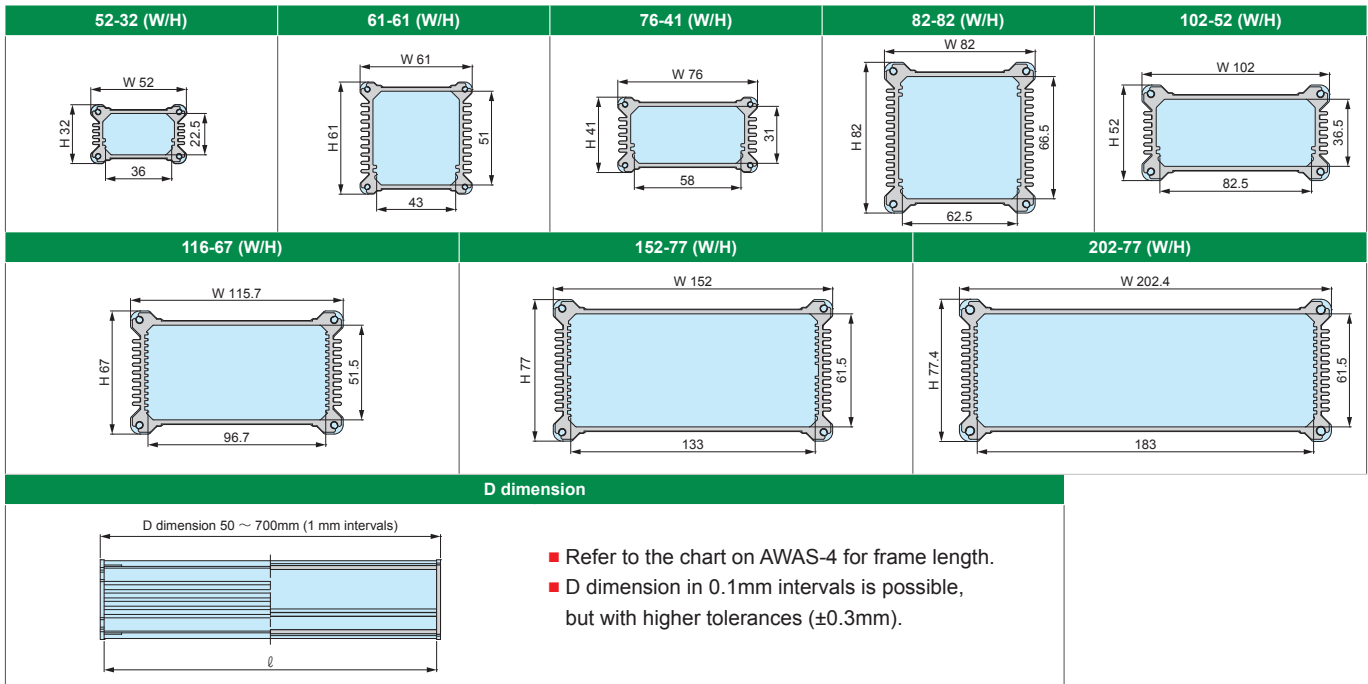 52-32 (W/H)
61-61 (W/H)
76-41 (W/H)
82-82 (W/H)
102-52 (W/H)
W 52
H 32
22.5
36
W 61
H 61
51
43
W 76
H 41
31
58
W 82
H 82
66.5
62.5
W 102
H 52
36.5
82.5
116-67 (W/H)
152-77 (W/H)
202-77 (W/H)
W 115.7
H 67
51.5
96.7
W 152
H 77
61.5
133
W 202.4
H 77.4
61.5
183
D dimension
D dimension 50 ～ 700mm (1 mm intervals)
ℓ
■ Refer to the chart on AWAS-4 for frame length.
■ D dimension in 0.1mm intervals is possible,
but with higher tolerances (±0.3mm).